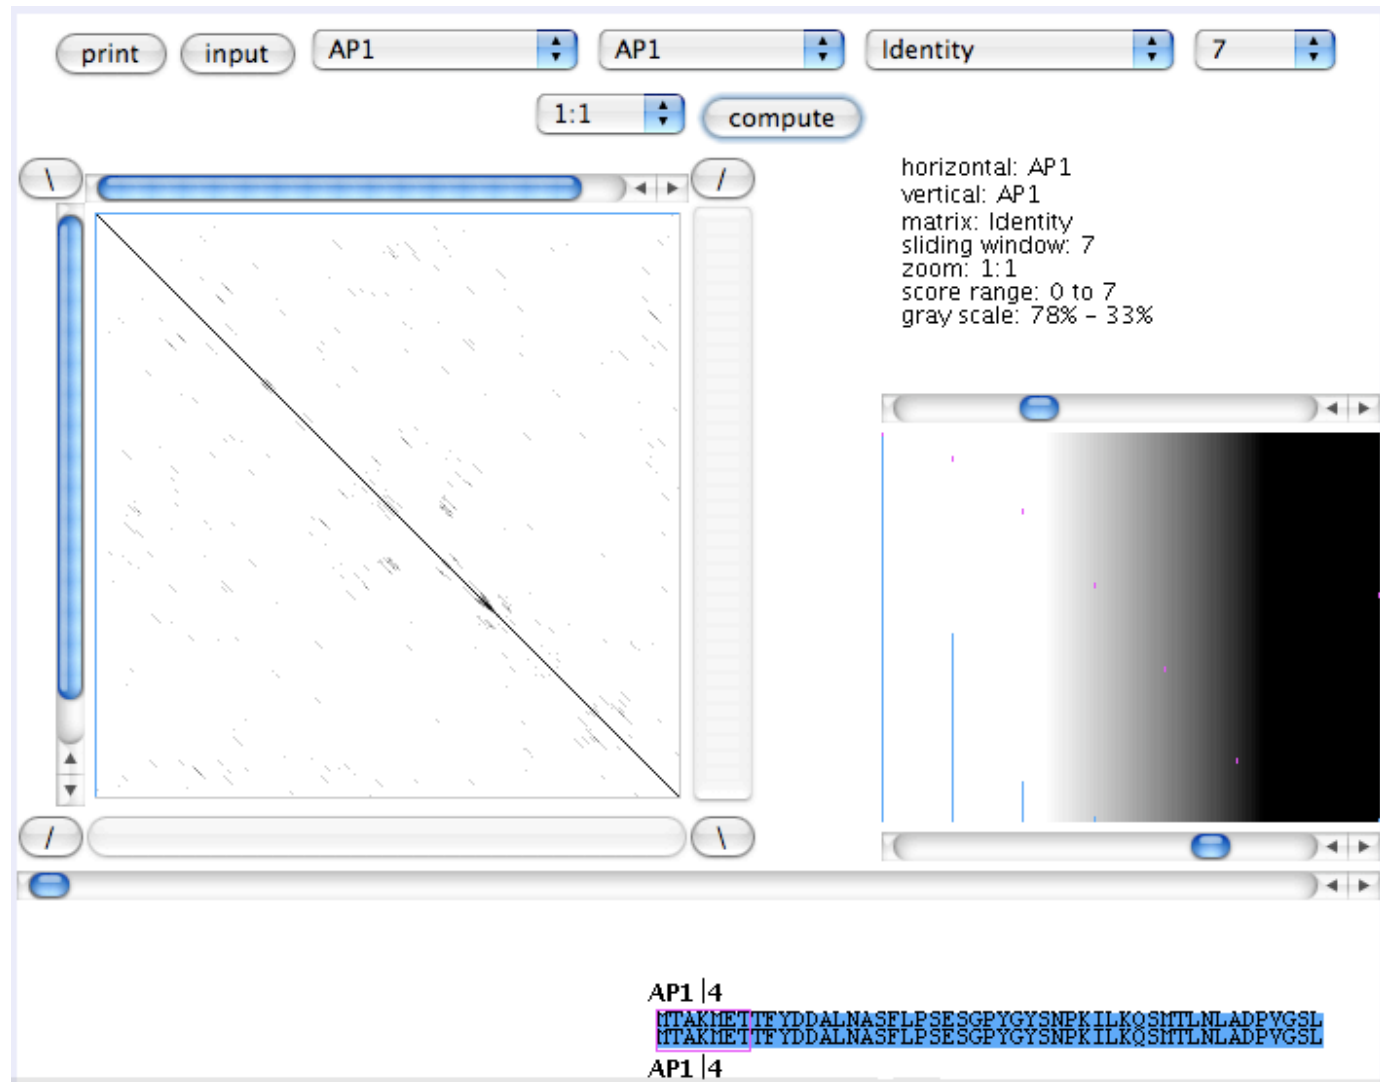 print input AP1 AP1 Identity 7
1:1 compute
\ /
horizontal: AP1
vertical: AP1
matrix: Identity
sliding window: 7
zoom: 1:1
score range: 0 to 7
gray scale: 78% - 33%
/ \
AP1 |4
MTAKMETTFYDDALNASFLPSESGPYGYSNPKILKQSMTLNLADPVGSL
MTAKMETTFYDDALNASFLPSESGPYGYSNPKILKQSMTLNLADPVGSL
AP1 |4